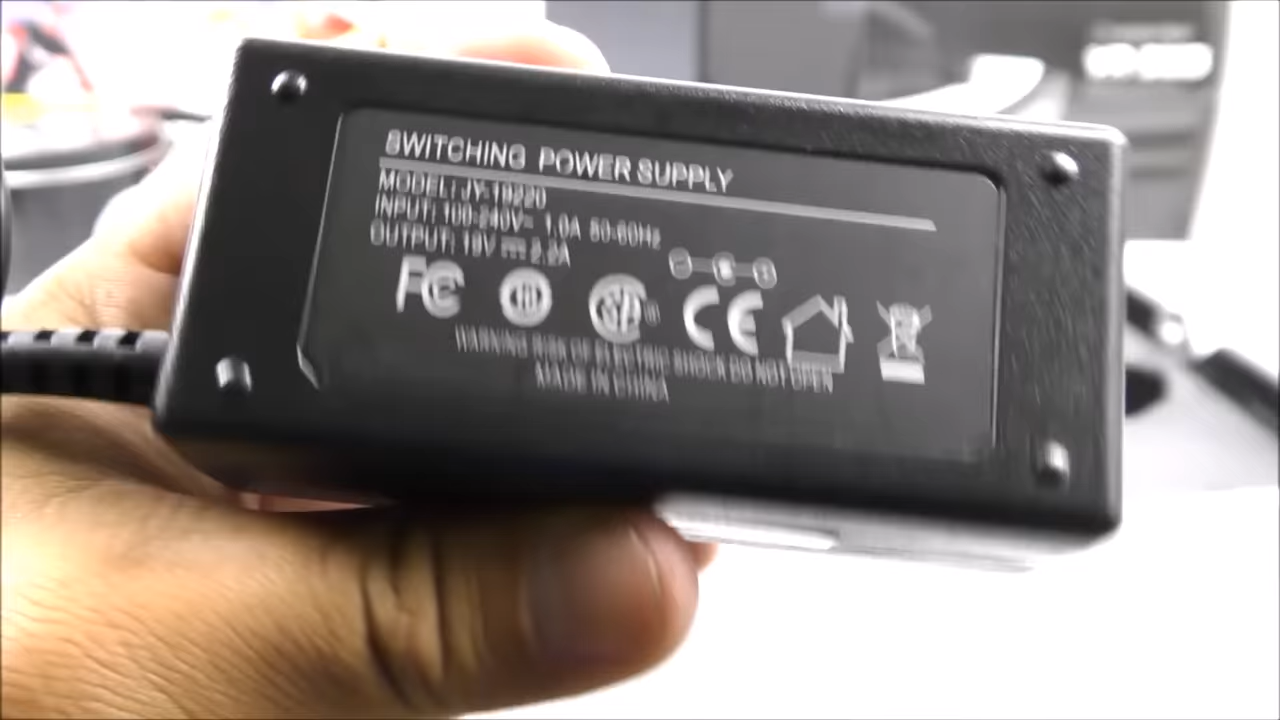 SWITCHING POWER SUPPLY
MODEL: JY-19220
INPUT: 100-240V~ 1.0A 50-60Hz
OUTPUT: 19V 2.2A
FC CE
WARNING RISK OF ELECTRIC SHOCK DO NOT OPEN
MADE IN CHINA